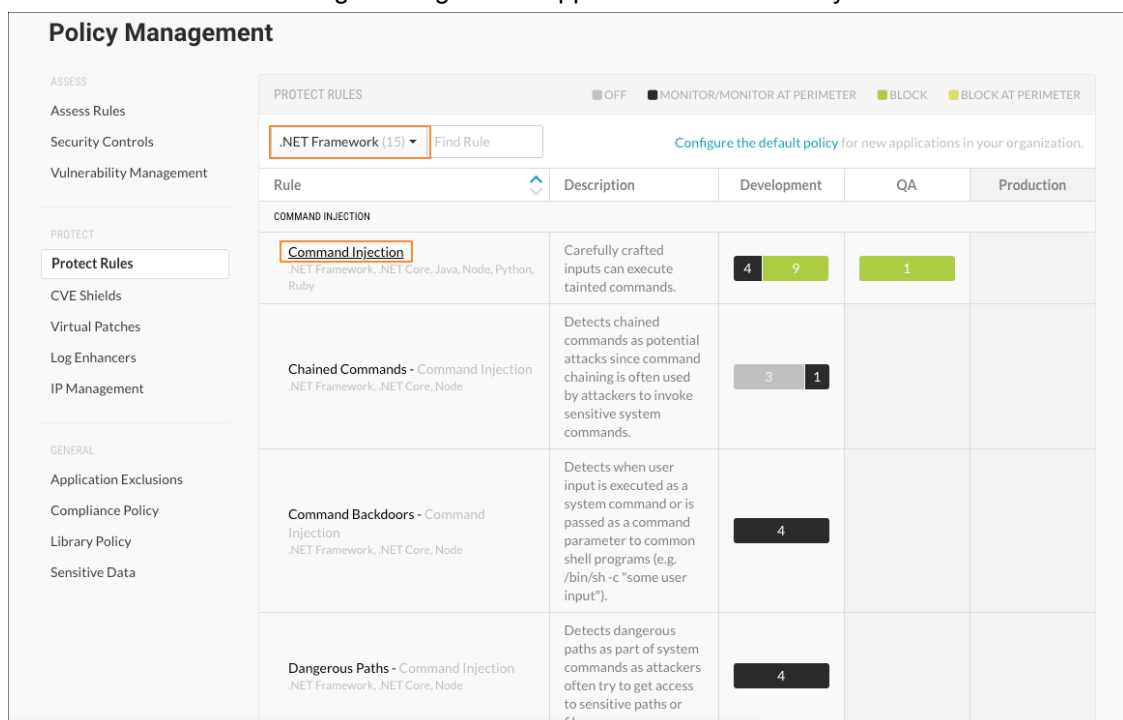 Policy Management
ASSESS
Assess Rules
Security Controls
Vulnerability Management
PROTECT
Protect Rules
CVE Shields
Virtual Patches
Log Enhancers
IP Management
GENERAL
Application Exclusions
Compliance Policy
Library Policy
Sensitive Data
PROTECT RULES
OFF
MONITOR/MONITOR AT PERIMETER
BLOCK
BLOCK AT PERIMETER
.NET Framework (15)
Find Rule
Configure the default policy for new applications in your organization.
Rule
Description
Development
QA
Production
COMMAND INJECTION
Command Injection
.NET Framework, .NET Core, Java, Node, Python,
Ruby
Carefully crafted
inputs can execute
tainted commands.
4
9
1
Chained Commands - Command Injection
.NET Framework, .NET Core, Node
Detects chained
commands as potential
attacks since command
chaining is often used
by attackers to invoke
sensitive system
commands.
3
1
Command Backdoors - Command
Injection
.NET Framework, .NET Core, Node
Detects when user
input is executed as a
system command or is
passed as a command
parameter to common
shell programs (e.g.
/bin/sh -c "some user
input").
4
Dangerous Paths - Command Injection
.NET Framework, .NET Core, Node
Detects dangerous
paths as part of system
commands as attackers
often try to get access
to sensitive paths or
4